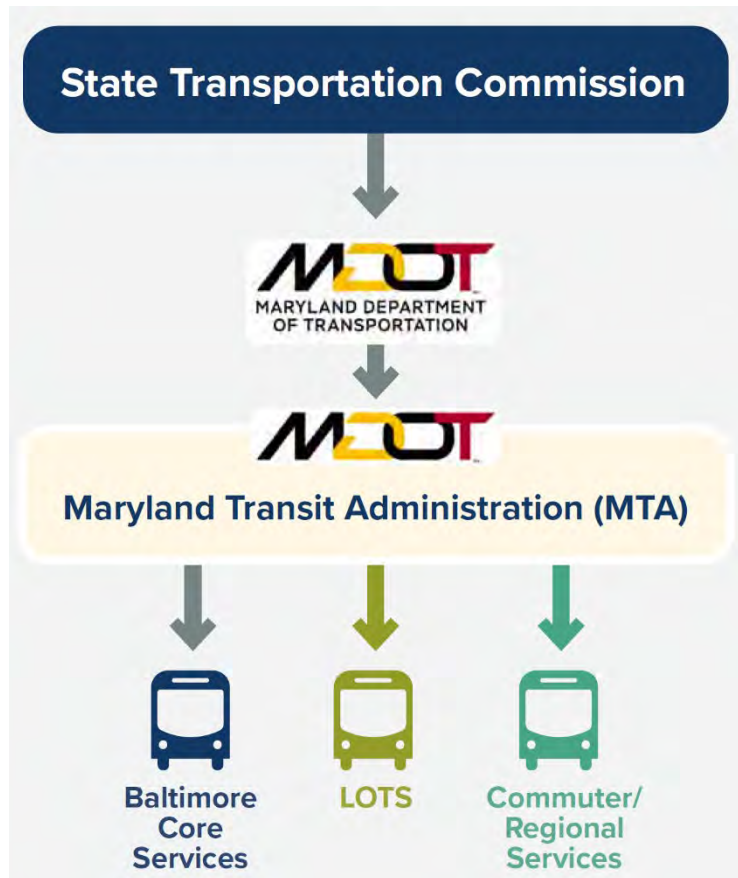 State Transportation Commission
MDOT
MARYLAND DEPARTMENT
OF TRANSPORTATION
MDOT
Maryland Transit Administration (MTA)
Baltimore
Core
Services
LOTS
Commuter/
Regional
Services